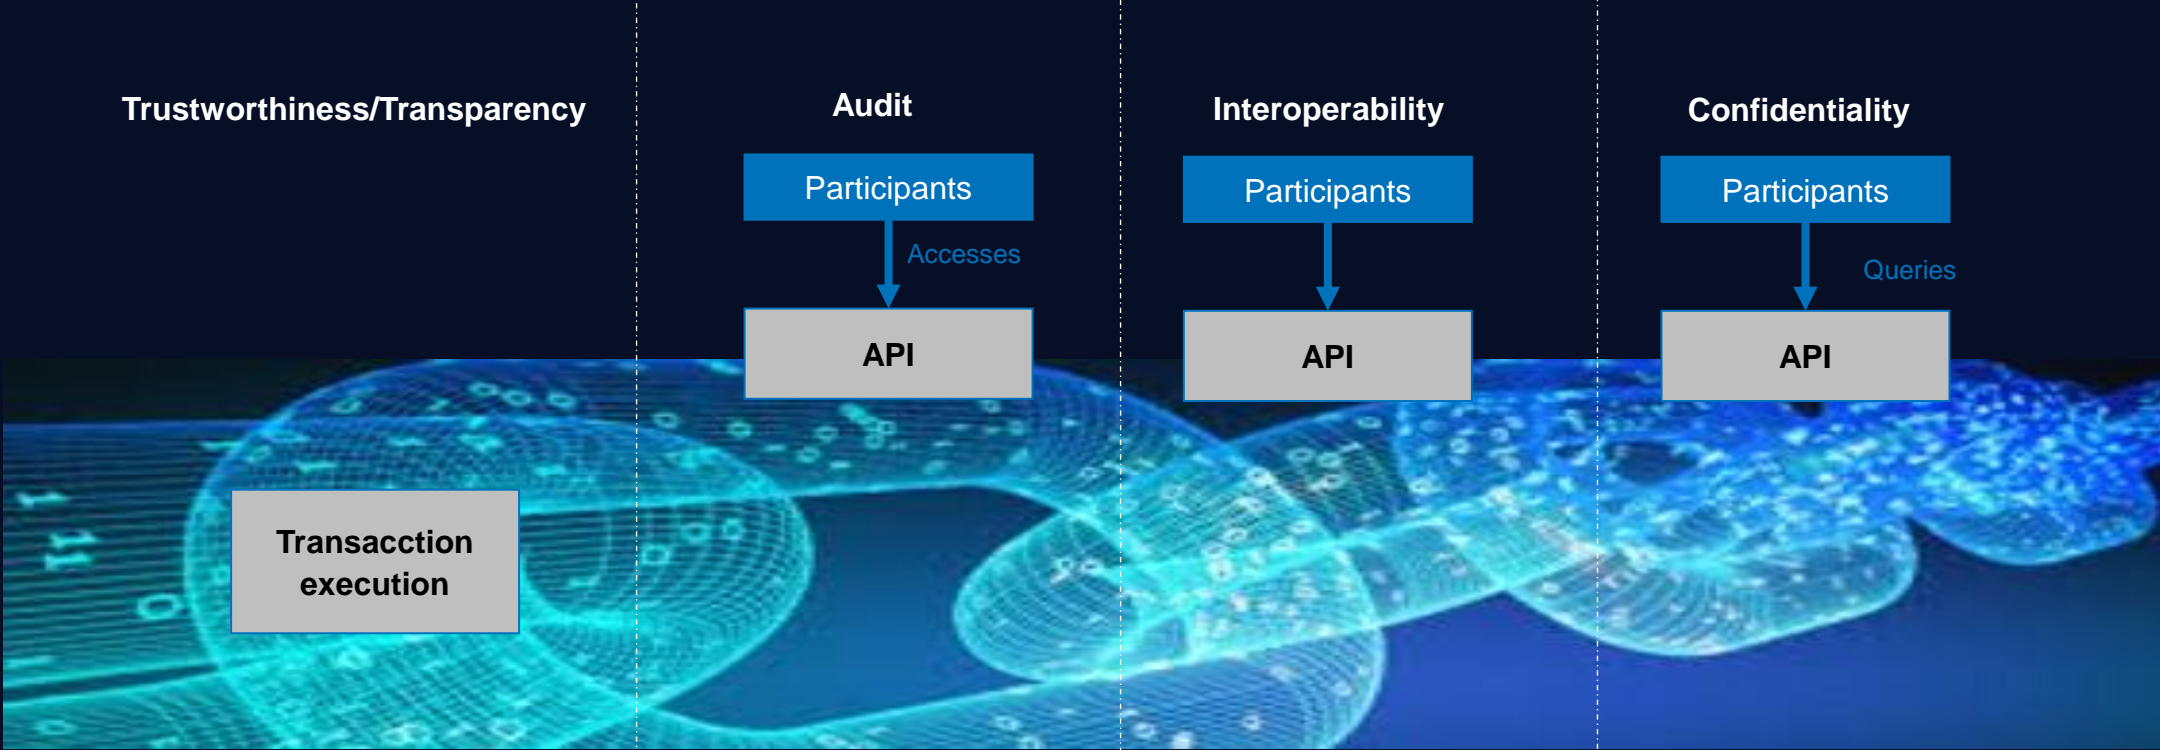 Trustworthiness/Transparency
Audit
Interoperability
Confidentiality
Participants
Participants
Participants
Accesses
Queries
API
API
API
Transacction
execution